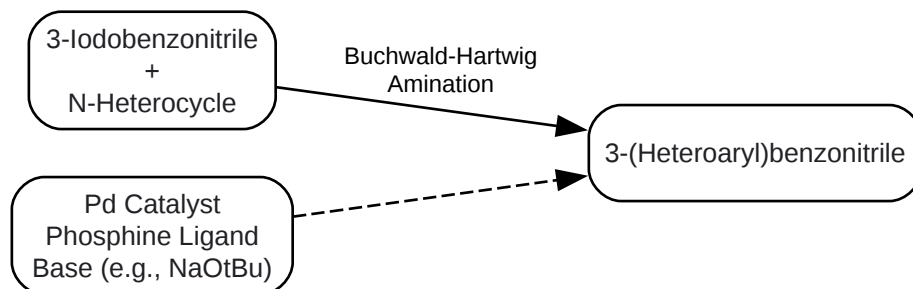 3-Iodobenzonitrile
+
N-Heterocycle
Buchwald-Hartwig
Amination
3-(Heteroaryl)benzonitrile
Pd Catalyst
Phosphine Ligand
Base (e.g., NaOtBu)